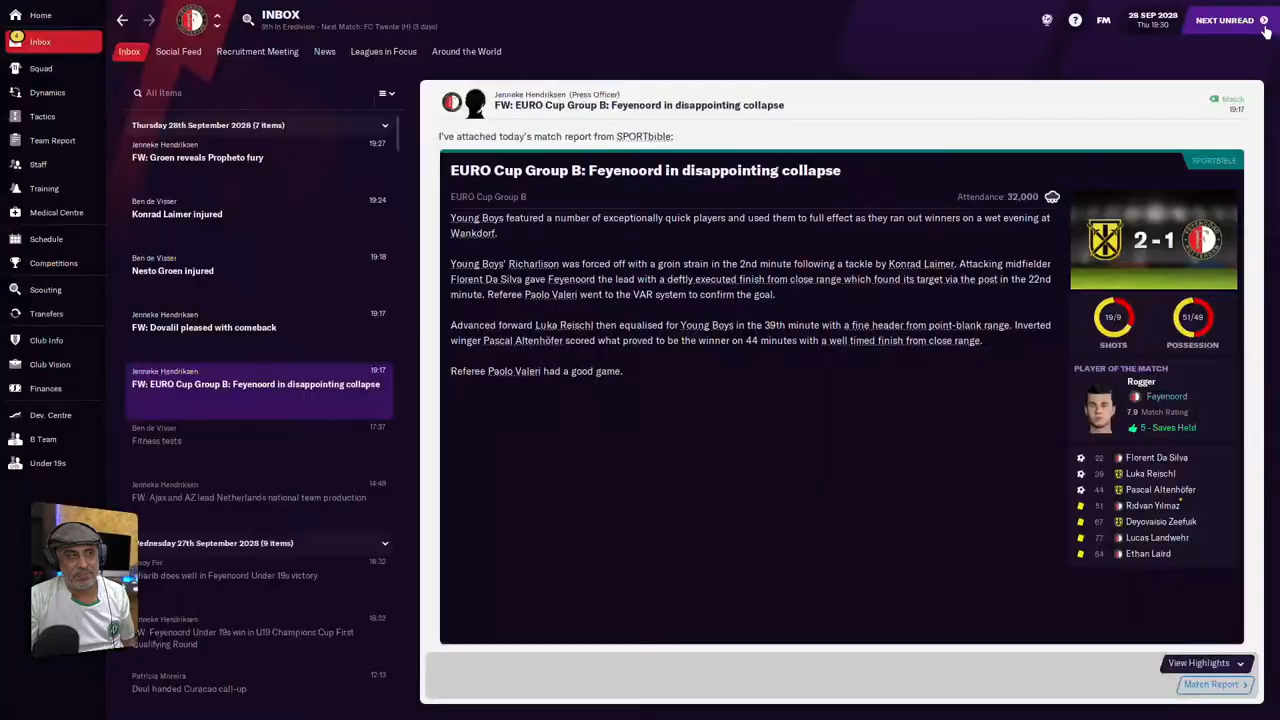 Home
Inbox
4
Squad
Dynamics
Tactics
Team Report
Staff
Training
Medical Centre
Schedule
Competitions
Scouting
Transfers
Club Info
Club Vision
Finances
Dev. Centre
B Team
Under 19s
INBOX
9th in Eredivisie - Next Match: FC Twente (H) (3 days)
FM
28 SEP 2028
Thu 19:30
NEXT UNREAD
Inbox
Social Feed
Recruitment Meeting
News
Leagues in Focus
Around the World
All Items
Thursday 28th September 2028 (7 items)
Jenneke Hendriksen 19:27
FW: Groen reveals Propheto fury
Ben de Visser 19:24
Konrad Laimer injured
Ben de Visser 19:18
Nesto Groen injured
Jenneke Hendriksen 19:17
FW: Dovalil pleased with comeback
Jenneke Hendriksen 19:17
FW: EURO Cup Group B: Feyenoord in disappointing collapse
Ben de Visser 17:37
Fitness tests
Jenneke Hendriksen 14:49
FW: Ajax and AZ lead Netherlands national team production
Wednesday 27th September 2028 (9 items)
Fer 18:32
does well in Feyenoord Under 19s victory
Hendriksen 18:32
Feyenoord Under 19s win in U19 Champions Cup First
Qualifying Round
Patricia Moreira 12:13
Deul handed Curacao call-up.
Jenneke Hendriksen (Press Officer)
FW: EURO Cup Group B: Feyenoord in disappointing collapse
Match
19:17
I've attached today's match report from SPORTbible:
SPORTBIBLE
EURO Cup Group B: Feyenoord in disappointing collapse
EURO Cup Group B
Attendance: 32,000
Young Boys featured a number of exceptionally quick players and used them to full effect as they ran out winners on a wet evening at
Wankdorf.
Young Boys' Richarlison was forced off with a groin strain in the 2nd minute following a tackle by Konrad Laimer. Attacking midfielder
Florent Da Silva gave Feyenoord the lead with a deftly executed finish from close range which found its target via the post in the 22nd
minute. Referee Paolo Valeri went to the VAR system to confirm the goal.
Advanced forward Luka Reischl then equalised for Young Boys in the 39th minute with a fine header from point-blank range. Inverted
winger Pascal Altenhöfer scored what proved to be the winner on 44 minutes with a well timed finish from close range.
Referee Paolo Valeri had a good game.
2 - 1
19/9
SHOTS
51/49
POSSESSION
PLAYER OF THE MATCH
Rogger
Feyenoord
7.9 Match Rating
5 - Saves Held
22 Florent Da Silva
39 Luka Reischl
44 Pascal Altenhöfer
51 Rıdvan Yılmaz
67 Deyovaisio Zeefuik
77 Lucas Landwehr
64 Ethan Laird
View Highlights
Match Report